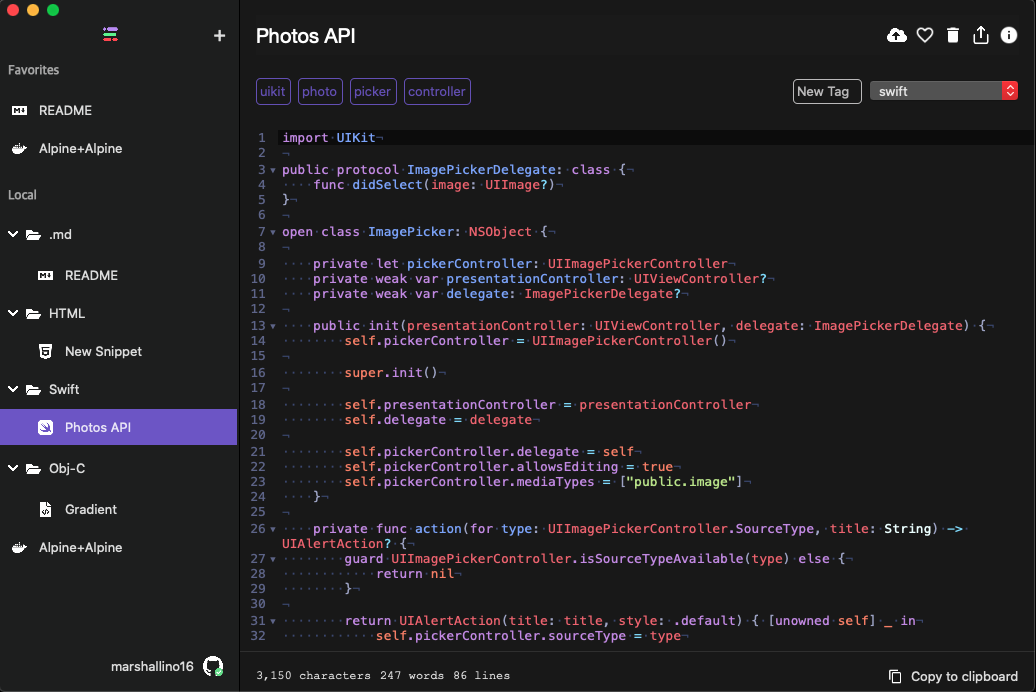 Photos API
Favorites
README
Alpine+Alpine
Local
.md
README
HTML
New Snippet
Swift
Photos API
Obj-C
Gradient
Alpine+Alpine
marshallino16
uikit photo picker controller New Tag swift
1 import UIKit
2
3 public protocol ImagePickerDelegate: class {
4 func didSelect(image: UIImage?)
5 }
6
7 open class ImagePicker: NSObject {
8
9 private let pickerController: UIImagePickerController
10 private weak var presentationController: UIViewController?
11 private weak var delegate: ImagePickerDelegate?
12
13 public init(presentationController: UIViewController, delegate: ImagePickerDelegate) {
14 self.pickerController = UIImagePickerController()
15
16 super.init()
17
18 self.presentationController = presentationController
19 self.delegate = delegate
20
21 self.pickerController.delegate = self
22 self.pickerController.allowsEditing = true
23 self.pickerController.mediaTypes = ["public.image"]
24 }
25
26 private func action(for type: UIImagePickerController.SourceType, title: String) ->
UIAlertAction? {
27 guard UIImagePickerController.isSourceTypeAvailable(type) else {
28 return nil
29 }
30
31 return UIAlertAction(title: title, style: .default) { [unowned self] _ in
32 self.pickerController.sourceType = type
3,150 characters 247 words 86 lines
Copy to clipboard